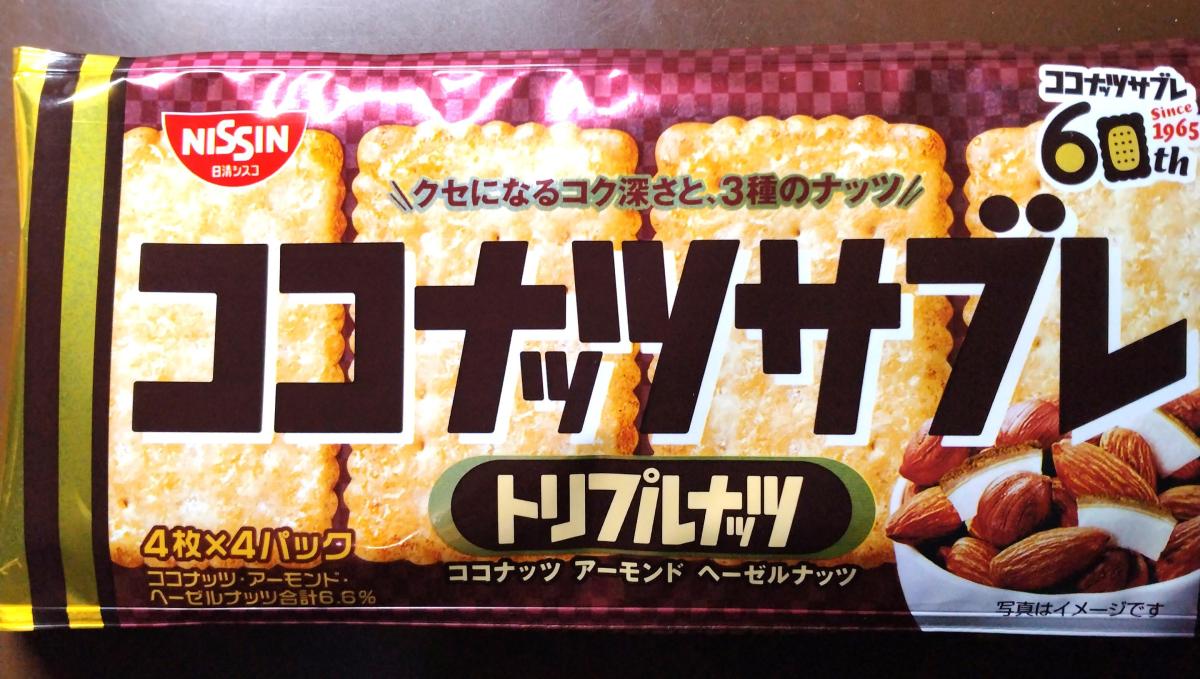 NISSIN
日清シスコ
ココナッツサブレ
60th
Since
1965
クセになるコク深さと、3種のナッツ
ココナッツサブレ
トリプルナッツ
ココナッツ アーモンド ヘーゼルナッツ
4枚×4パック
ココナッツ・アーモンド・
ヘーゼルナッツ合計6.6%
写真はイメージです